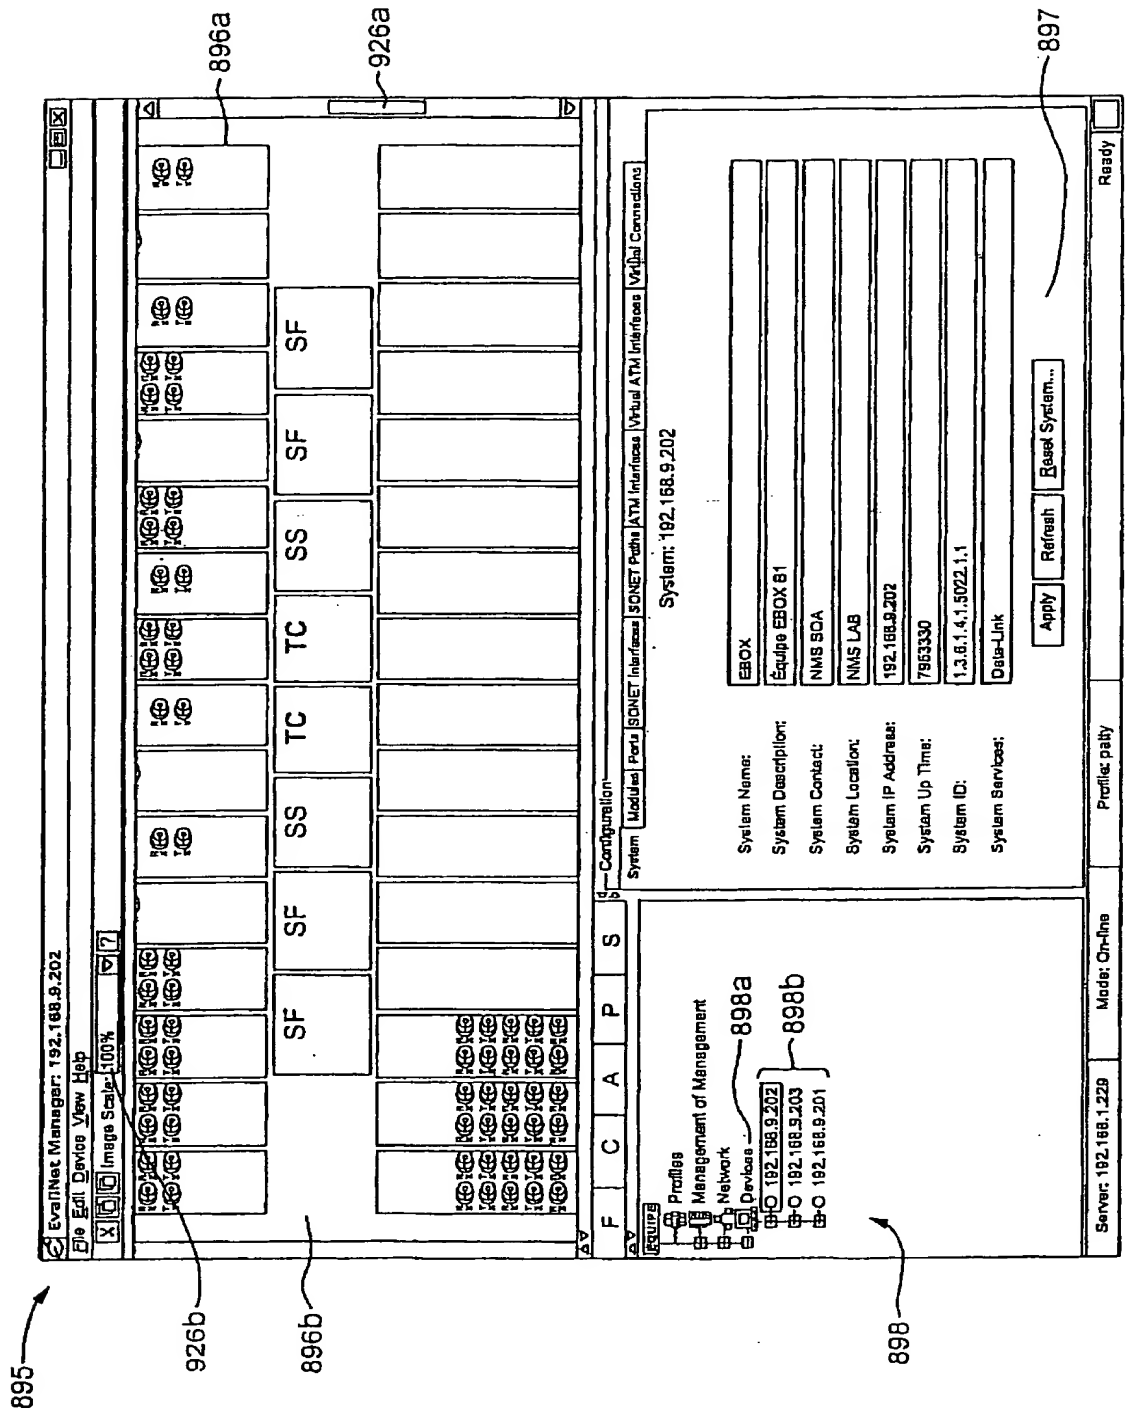 895
EvaflNet Manager: 192.168.9.202
File Edit Device View Help
Image Scale: 100%
926b
896a
926a
SF SF SS TC TC SS SF SF
896b
F C A P S
EQUIPE
Profiles
Management of Management
Network
Devices
898a
192.168.9.202
192.168.9.203
192.168.9.201
898b
898
Configuration
System Modules Ports SONET Interfaces SONET Paths ATM Interfaces Virtual ATM Interfaces Virtual Connections
System: 192.168.9.202
System Name: EBOX
System Description: Equipe EBOX 81
System Contact: NMS SQA
System Location: NMS LAB
System IP Address: 192.168.9.202
System Up Time: 7953330
System ID: 1.3.6.1.4.1.5022.1.1
System Services: Data-Link
Apply Refresh Reset System...
897
Server: 192.168.1.229 Mode: On-line Profile: patty Ready